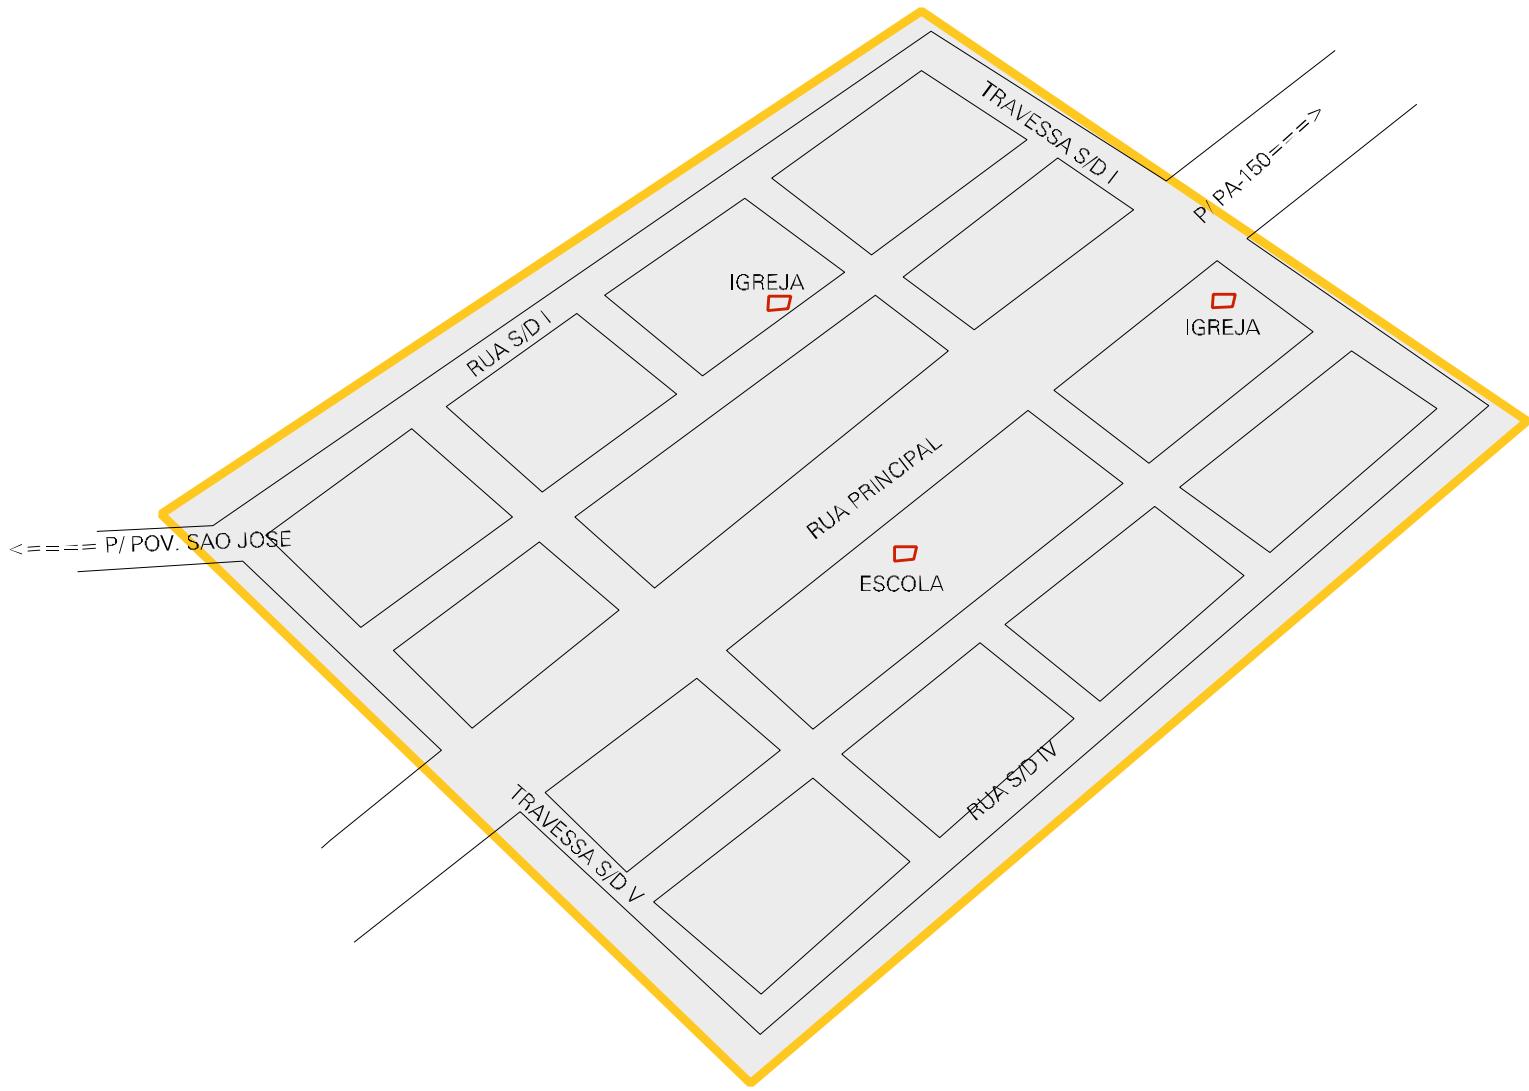 TRAVESSA S/D I
P/ PA-150===>
IGREJA
IGREJA
RUA S/D I
RUA PRINCIPAL
<==== P/ POV. SAO JOSE
ESCOLA
RUA S/D IV
TRAVESSA S/D V